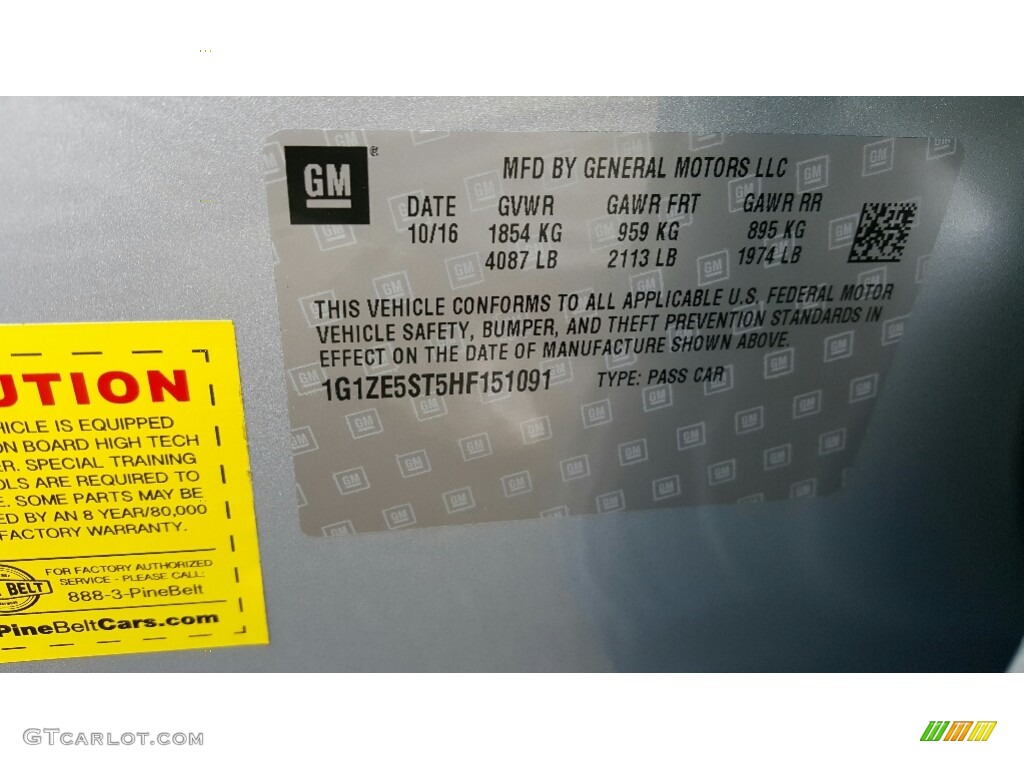 GM
MFD BY GENERAL MOTORS LLC
DATE GVWR GAWR FRT GAWR RR
10/16 1854 KG 959 KG 895 KG
4087 LB 2113 LB 1974 LB
THIS VEHICLE CONFORMS TO ALL APPLICABLE U.S. FEDERAL MOTOR
VEHICLE SAFETY, BUMPER, AND THEFT PREVENTION STANDARDS IN
EFFECT ON THE DATE OF MANUFACTURE SHOWN ABOVE.
1G1ZE5ST5HF151091 TYPE: PASS CAR
UTION
HICLE IS EQUIPPED
ON BOARD HIGH TECH
R. SPECIAL TRAINING
OLS ARE REQUIRED TO
E. SOME PARTS MAY BE
ED BY AN 8 YEAR/80,000
FACTORY WARRANTY.
FOR FACTORY AUTHORIZED
SERVICE - PLEASE CALL:
888-3-PineBelt
BELT
PineBeltCars.com
GTCARLOT.COM